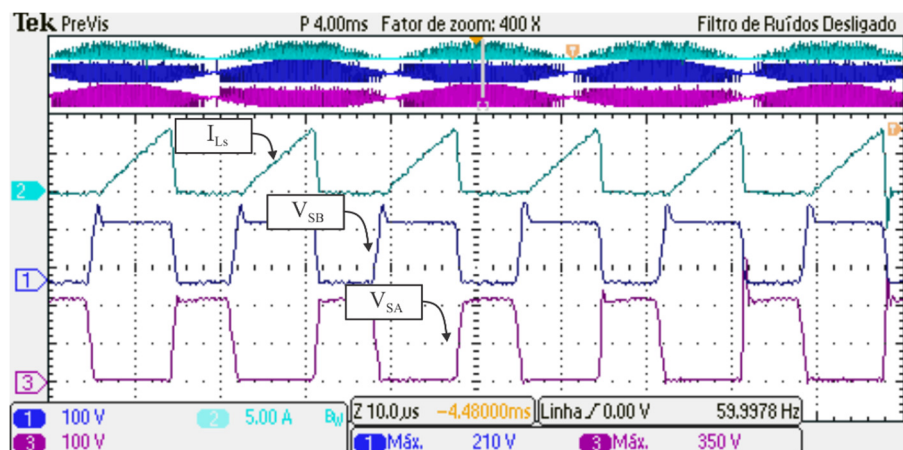 Tek PreVis P 4.00ms Fator de zoom: 400 X Filtro de Ruídos Desligado
T
I_Ls
2
V_SB
1
V_SA
3
1 100 V 2 5.00 A BW Z 10.0µs -4.48000ms Linha ∫ 0.00 V 59.9978 Hz
3 100 V 1 Máx. 210 V 3 Máx. 350 V